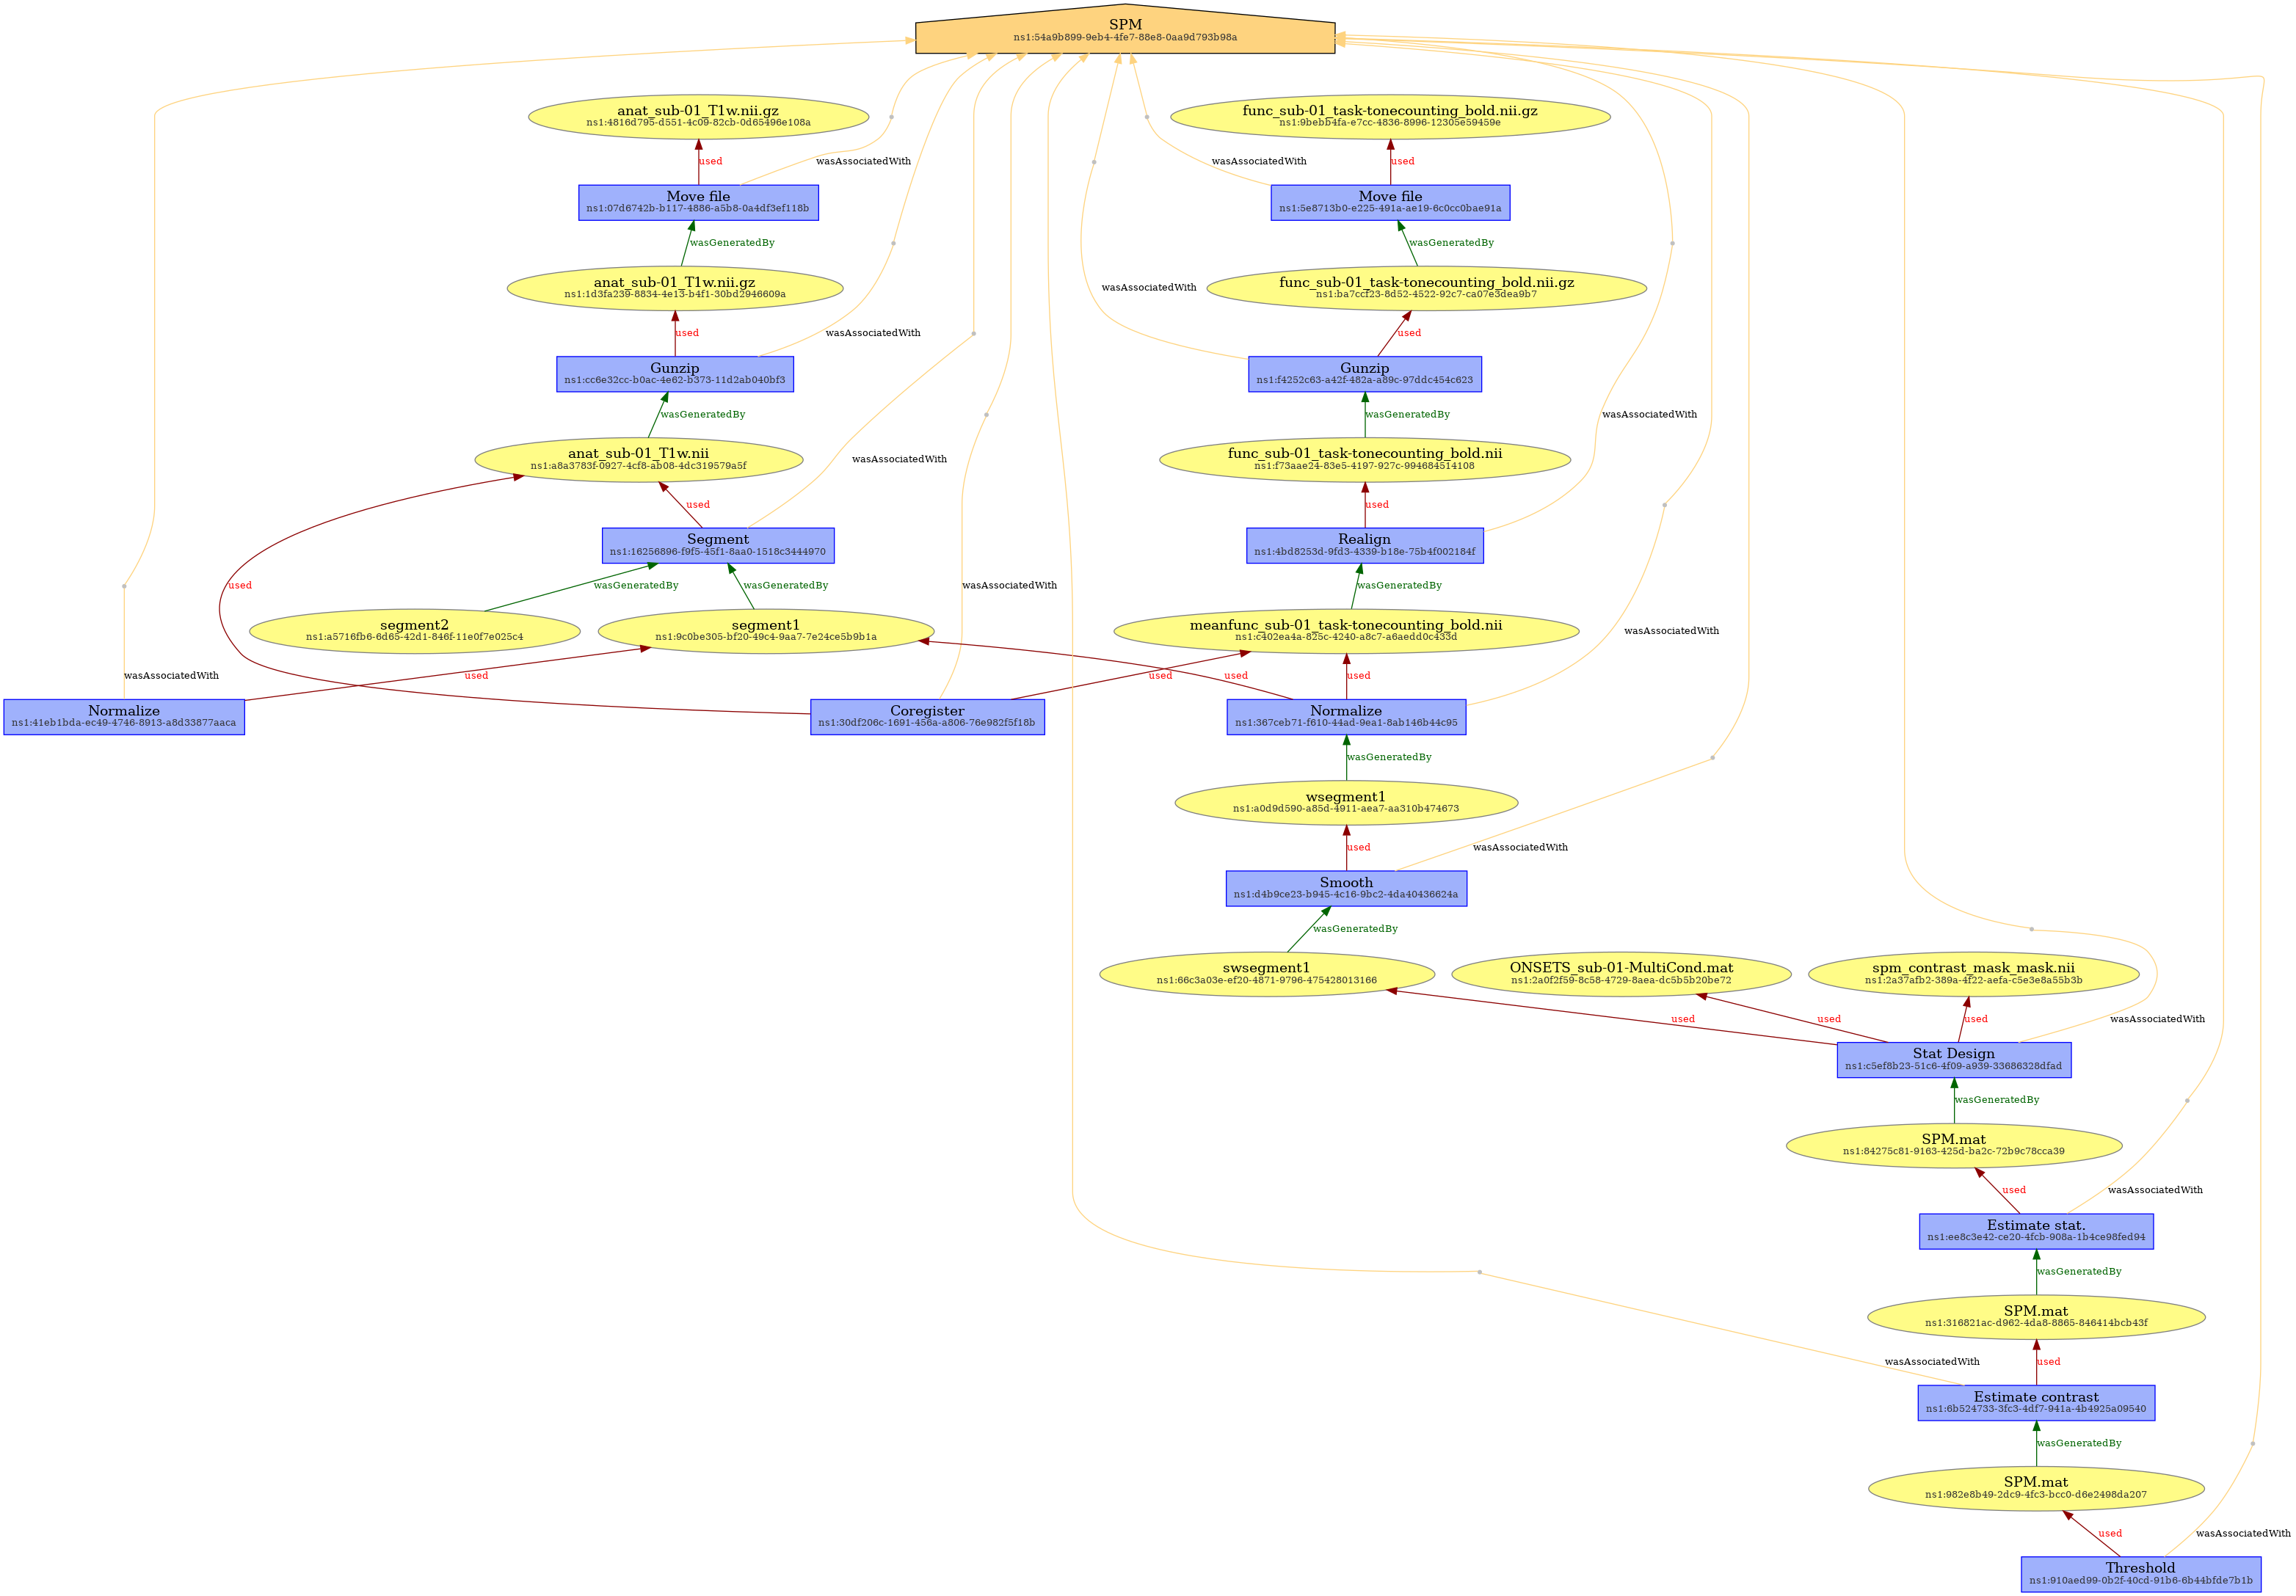 SPM
ns1:54a9b899-9eb4-4fe7-88e8-0aa9d793b98a
anat_sub-01_T1w.nii.gz
ns1:4816d795-d551-4c09-82cb-0d65496e108a
func_sub-01_task-tonecounting_bold.nii.gz
ns1:9bebb4fa-e7cc-4836-8996-12305e59459e
used
wasAssociatedWith
wasAssociatedWith
used
Move file
ns1:07d6742b-b117-4886-a5b8-0a4df3ef118b
Move file
ns1:5e8713b0-e225-491a-ae19-6c0cc0bae91a
wasGeneratedBy
wasGeneratedBy
anat_sub-01_T1w.nii.gz
ns1:1d3fa239-8834-4e13-b4f1-30bd2946609a
wasAssociatedWith
func_sub-01_task-tonecounting_bold.nii.gz
ns1:ba7ccf23-8d52-4522-92c7-ca07e3dea9b7
used
wasAssociatedWith
used
Gunzip
ns1:cc6e32cc-b0ac-4e62-b373-11d2ab040bf3
Gunzip
ns1:f4252c63-a42f-482a-a89c-97ddc454c623
wasGeneratedBy
wasGeneratedBy
wasAssociatedWith
anat_sub-01_T1w.nii
ns1:a8a3783f-0927-4cf8-ab08-4dc319579a5f
wasAssociatedWith
func_sub-01_task-tonecounting_bold.nii
ns1:f73aae24-83e5-4197-927c-994684514108
used
used
Segment
ns1:16256896-f9f5-45f1-8aa0-1518c3444970
Realign
ns1:4bd8253d-9fd3-4339-b18e-75b4f002184f
used
wasGeneratedBy
wasGeneratedBy
wasAssociatedWith
wasGeneratedBy
segment2
ns1:a5716fb6-6d65-42d1-846f-11e0f7e025c4
segment1
ns1:9c0be305-bf20-49c4-9aa7-7e24ce5b9b1a
meanfunc_sub-01_task-tonecounting_bold.nii
ns1:c402ea4a-825c-4240-a8c7-a6aedd0c433d
wasAssociatedWith
wasAssociatedWith
used
used
used
used
Normalize
ns1:41eb1bda-ec49-4746-8913-a8d33877aaca
Coregister
ns1:30df206c-1691-456a-a806-76e982f5f18b
Normalize
ns1:367ceb71-f610-44ad-9ea1-8ab146b44c95
wasGeneratedBy
wsegment1
ns1:a0d9d590-a85d-4911-aea7-aa310b474673
used
wasAssociatedWith
Smooth
ns1:d4b9ce23-b945-4c16-9bc2-4da40436624a
wasGeneratedBy
swsegment1
ns1:66c3a03e-ef20-4871-9796-475428013166
ONSETS_sub-01-MultiCond.mat
ns1:2a0f2f59-8c58-4729-8aea-dc5b5b20be72
spm_contrast_mask_mask.nii
ns1:2a37afb2-389a-4f22-aefa-c5e3e8a55b3b
used
used
used
wasAssociatedWith
Stat Design
ns1:c5ef8b23-51c6-4f09-a939-33686328dfad
wasGeneratedBy
SPM.mat
ns1:84275c81-9163-425d-ba2c-72b9c78cca39
used
wasAssociatedWith
Estimate stat.
ns1:ee8c3e42-ce20-4fcb-908a-1b4ce98fed94
wasGeneratedBy
SPM.mat
ns1:316821ac-d962-4da8-8865-846414bcb43f
wasAssociatedWith
used
Estimate contrast
ns1:6b524733-3fc3-4df7-941a-4b4925a09540
wasGeneratedBy
SPM.mat
ns1:982e8b49-2dc9-4fc3-bcc0-d6e2498da207
used
wasAssociatedWith
Threshold
ns1:910aed99-0b2f-40cd-91b6-6b44bfde7b1b